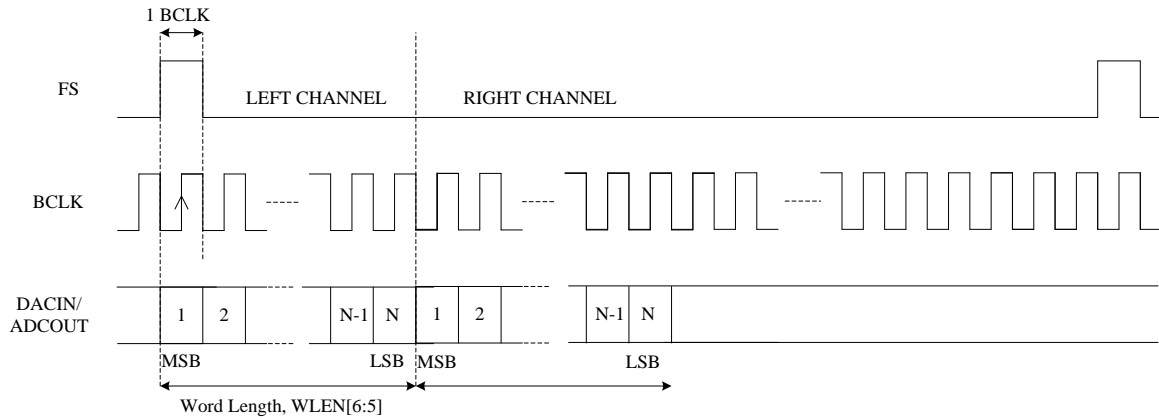 1 BCLK
FS
LEFT CHANNEL
RIGHT CHANNEL
BCLK
DACIN/
ADCOUT
1
2
N-1
N
1
2
N-1
N
MSB
LSB
MSB
LSB
Word Length, WLEN[6:5]